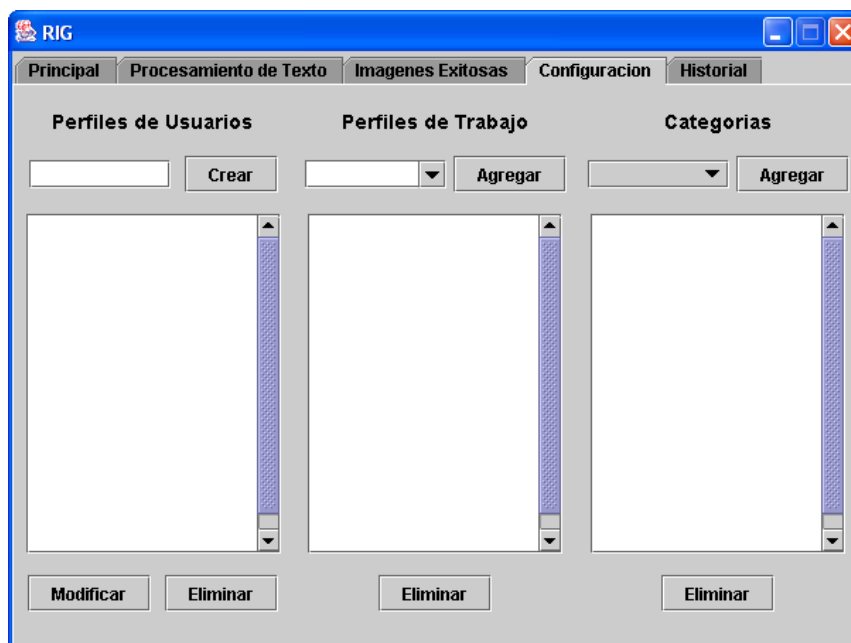 RIG
Principal Procesamiento de Texto Imagenes Exitosas Configuracion Historial
Perfiles de Usuarios Perfiles de Trabajo Categorias
Crear Agregar Agregar
Modificar Eliminar Eliminar Eliminar